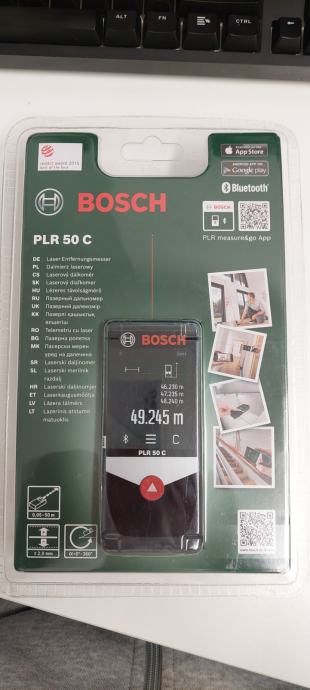 ALT
FN
CTRL
reddot award 2015
best of the best
App Store
ANDROID APP ON
Google play
Bluetooth®
BOSCH
BOSCH
PLR measure&go App
PLR 50 C
DE Laser-Entfernungsmesser
PL Dalmierz laserowy
CS Laserový dálkoměr
SK Laserový diaľkomer
HU Lézeres távolságmérő
RU Лазерный дальномер
UK Лазерний далекомір
KK Лазерлі қашықтық
өлшегіш
RO Telemetru cu laser
BG Лазерна ролетка
MK Ласерски мерен
уред на далечина
SR Laserski daljinomer
SL Laserski merilnik
razdalj
HR Laserski daljinomjer
ET Laserkaugusmõõtja
LV Lāzera tālmērs
LT Lazerinis atstumo
matuoklis
BOSCH
46.230 m
47.235 m
48.240 m
49.245 m
C
PLR 50 C
0,05-50 m
± 2,0 mm
α=0°-360°